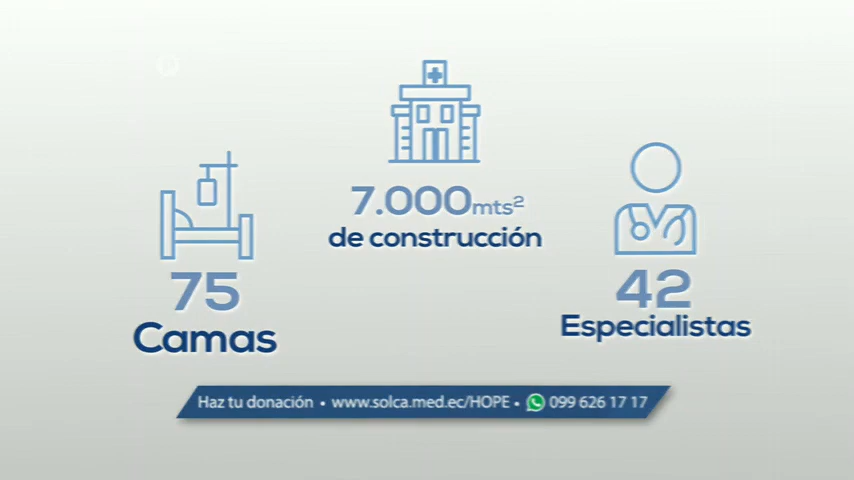 7.000mts²
de construcción
75
Camas
42
Especialistas
Haz tu donación • www.solca.med.ec/HOPE • 099 626 17 17